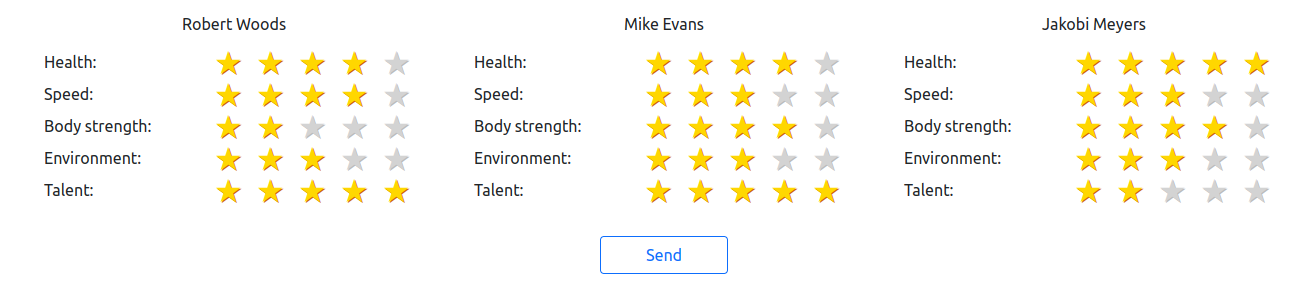 Robert Woods Mike Evans Jakobi Meyers
Health: Health: Health:
Speed: Speed: Speed:
Body strength: Body strength: Body strength:
Environment: Environment: Environment:
Talent: Talent: Talent:
Send